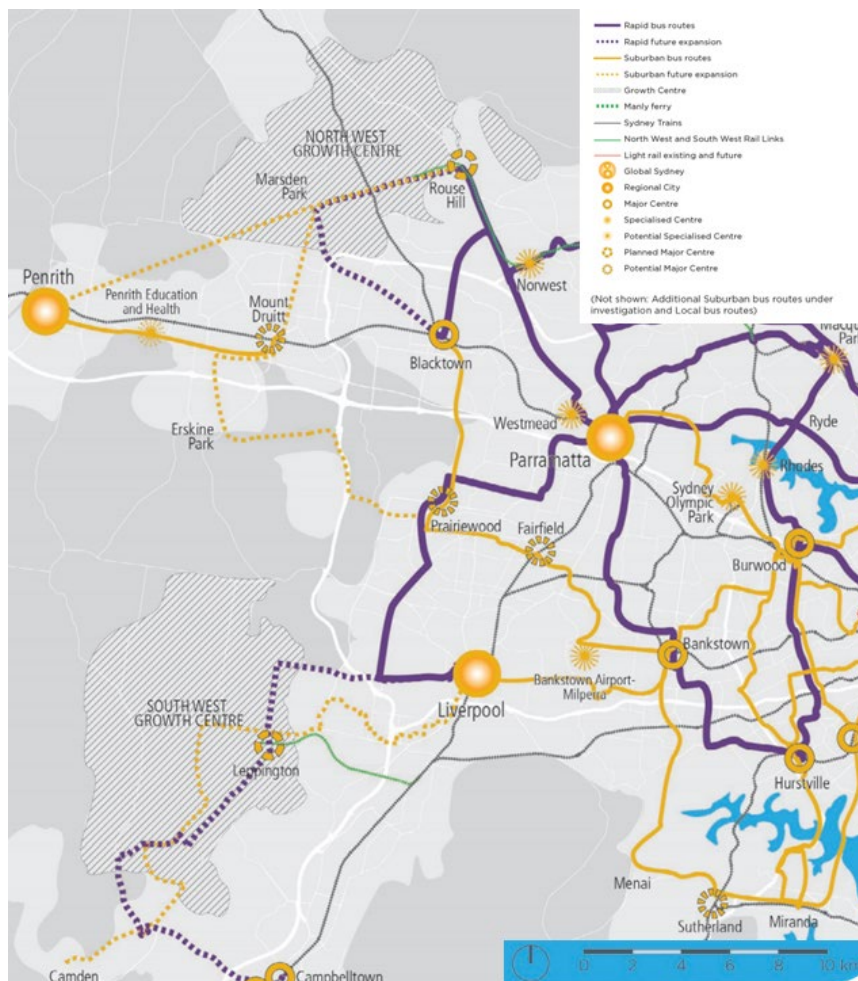 Rapid bus routes
Rapid future expansion
Suburban bus routes
Suburban future expansion
Growth Centre
Manly ferry
Sydney Trains
North West and South West Rail Links
Light rail existing and future
Global Sydney
Regional City
Major Centre
Specialised Centre
Potential Specialised Centre
Planned Major Centre
Potential Major Centre
(Not shown: Additional Suburban bus routes under
investigation and Local bus routes)
NORTH WEST
GROWTH CENTRE
Marsden
Park
Rouse
Hill
Norwest
Penrith
Penrith Education
and Health
Mount
Druitt
Blacktown
Erskine
Park
Westmead
Parramatta
Ryde
Rhodes
Sydney
Olympic
Park
Prairiewood
Fairfield
Burwood
Bankstown
Bankstown Airport-
Milperra
Liverpool
SOUTH WEST
GROWTH CENTRE
Leppington
Hurstville
Menai
Sutherland
Miranda
Camden
Campbelltown
0 2 4 6 8 10 km